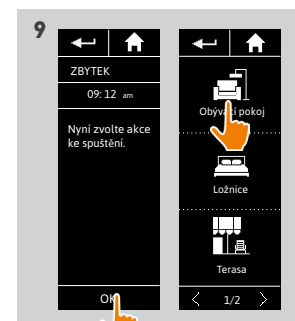 9
ZBYTEK
09:12 am
Nyní zvolte akce
ke spuštění.
OK
Obývací pokoj
Ložnice
Terasa
1/2